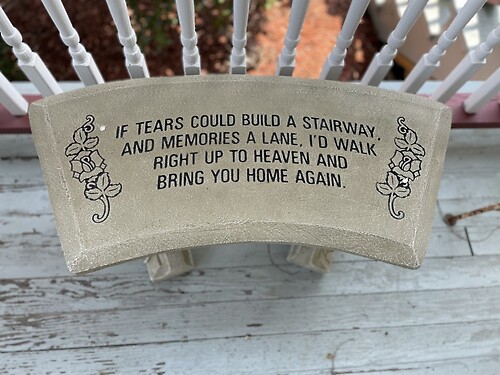 IF TEARS COULD BUILD A STAIRWAY,
AND MEMORIES A LANE, I'D WALK
RIGHT UP TO HEAVEN AND
BRING YOU HOME AGAIN.